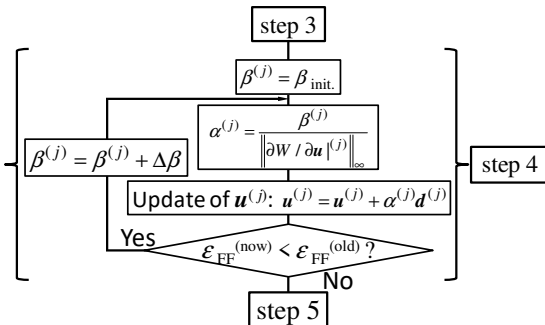 step 3
β^(j) = β_init.
α^(j) = β^(j) / ‖∂W / ∂u|^(j)‖_∞
β^(j) = β^(j) + Δβ
step 4
Update of u^(j): u^(j) = u^(j) + α^(j) d^(j)
Yes
ε_FF^(now) < ε_FF^(old) ?
No
step 5